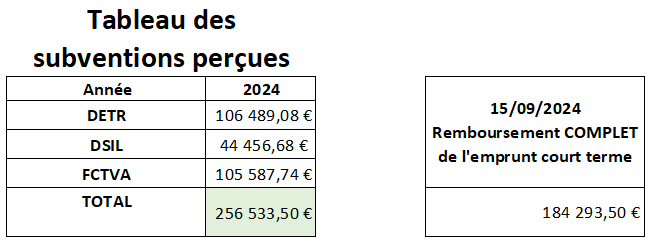 Tableau des
subventions perçues
Année 2024
DETR 106 489,08 €
DSIL 44 456,68 €
FCTVA 105 587,74 €
TOTAL 256 533,50 €
15/09/2024
Remboursement COMPLET
de l'emprunt court terme
184 293,50 €